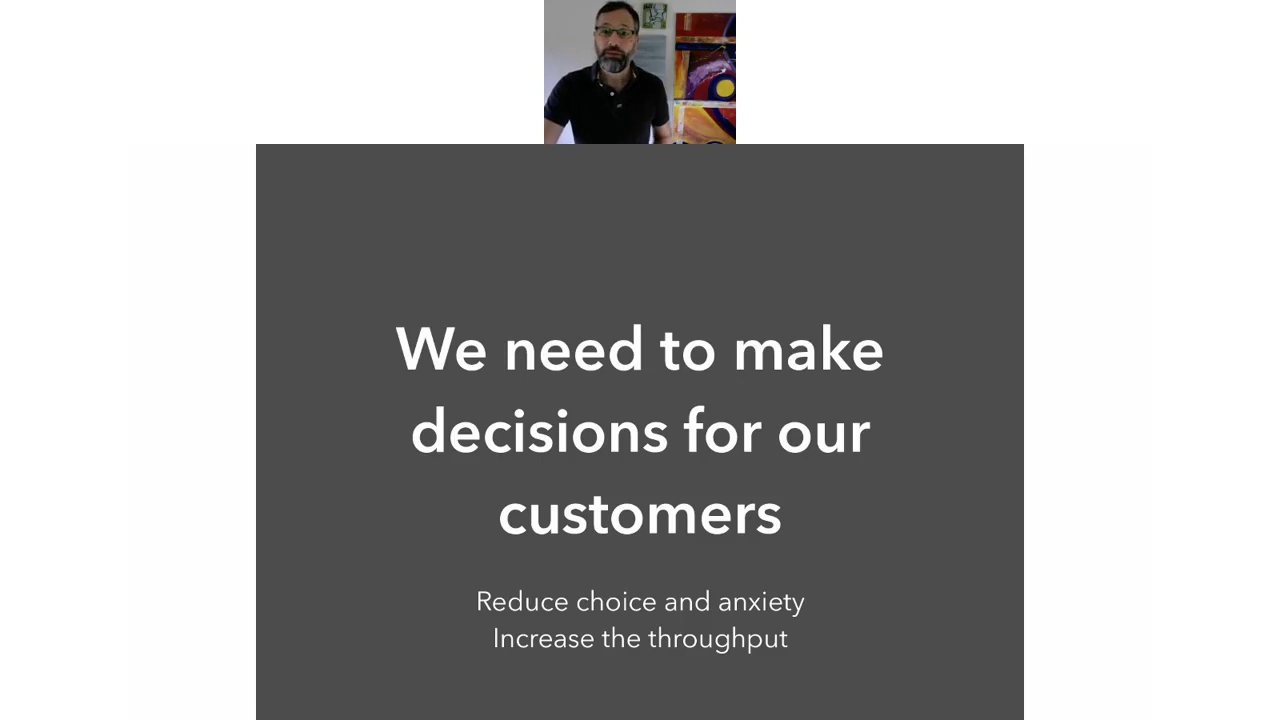 We need to make
decisions for our
customers
Reduce choice and anxiety
Increase the throughput